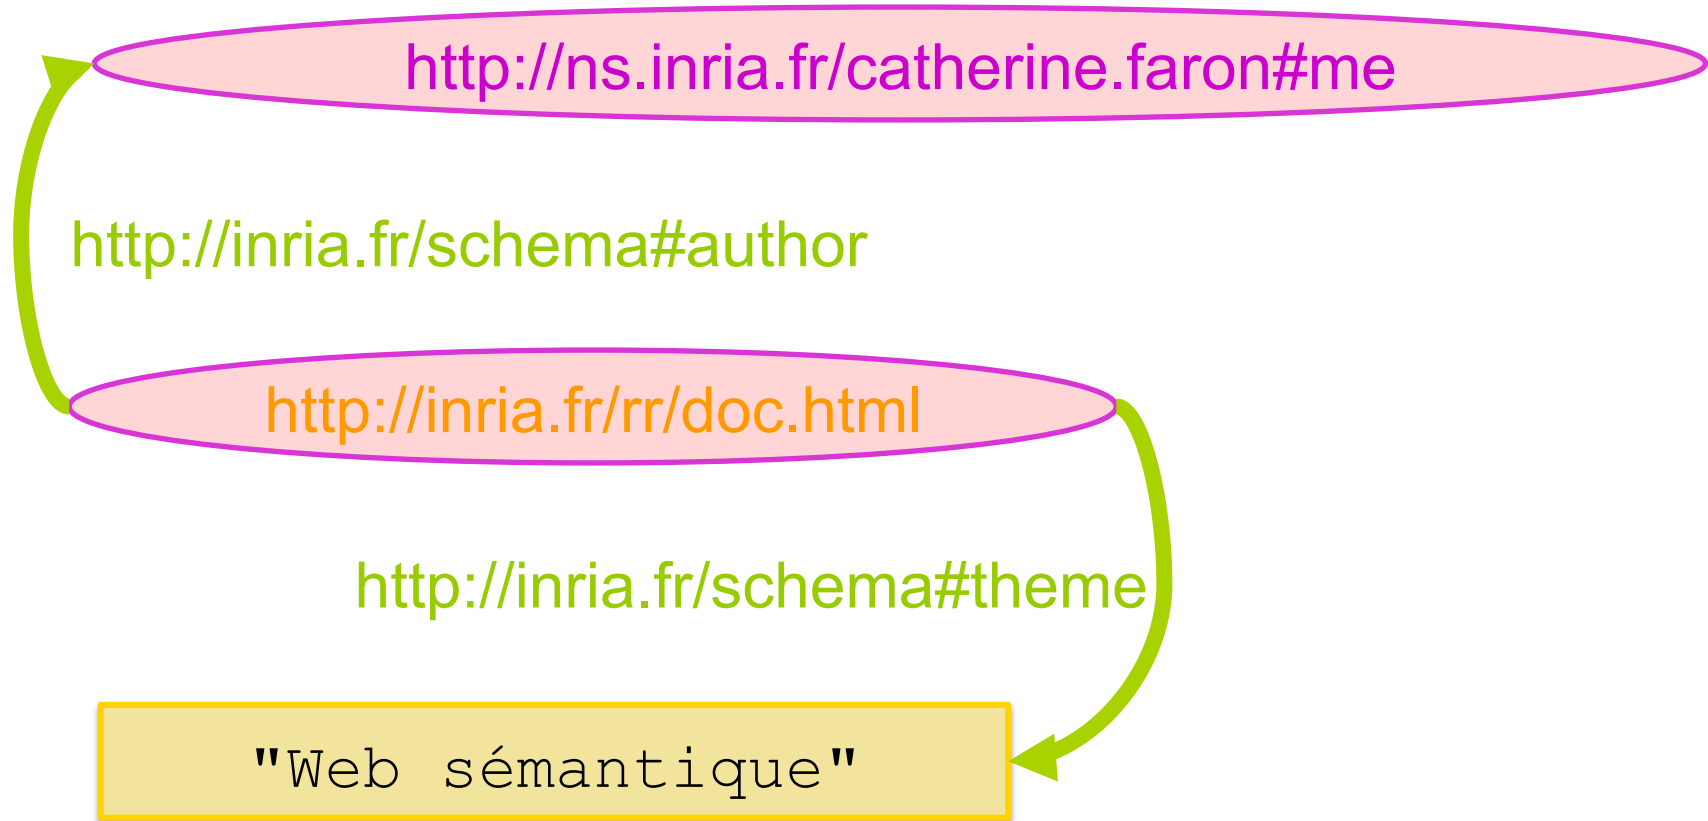 http://ns.inria.fr/catherine.faron#me
http://inria.fr/schema#author
http://inria.fr/rr/doc.html
http://inria.fr/schema#theme
"Web sémantique"